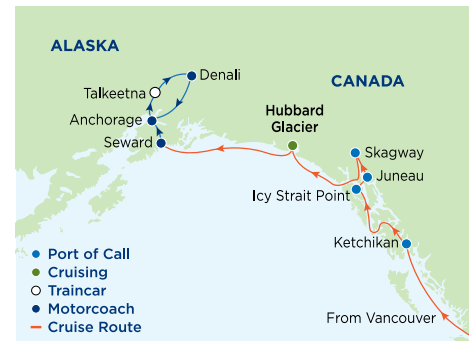 ALASKA
Denali
CANADA
Talkeetna
Hubbard
Glacier
Anchorage
Seward
Skagway
Juneau
Icy Strait Point
Ketchikan
Port of Call
Cruising
Traincar
Motorcoach
Cruise Route
From Vancouver